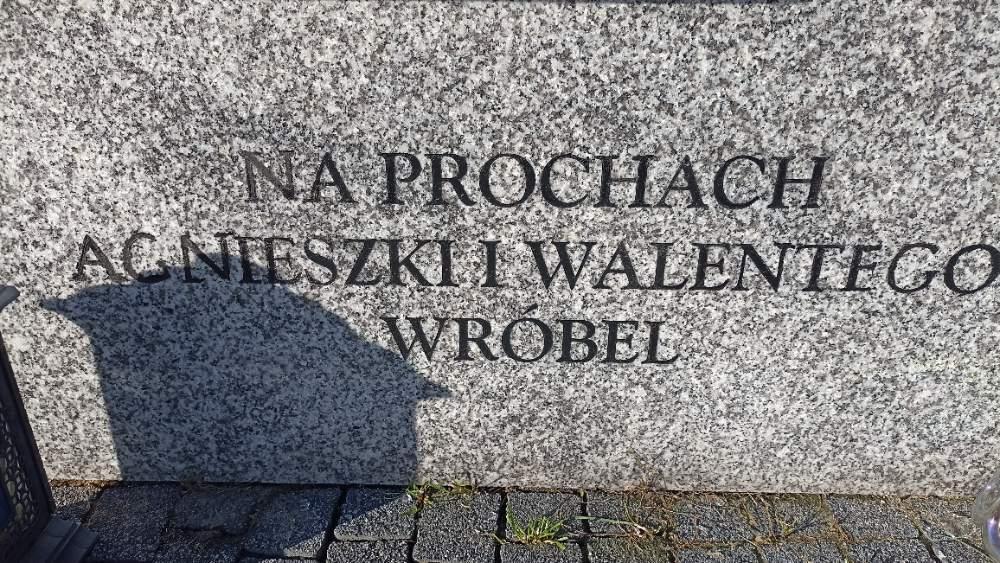 NA PROCHACH
AGNIESZKI I WALENTEGO
WRÓBEL